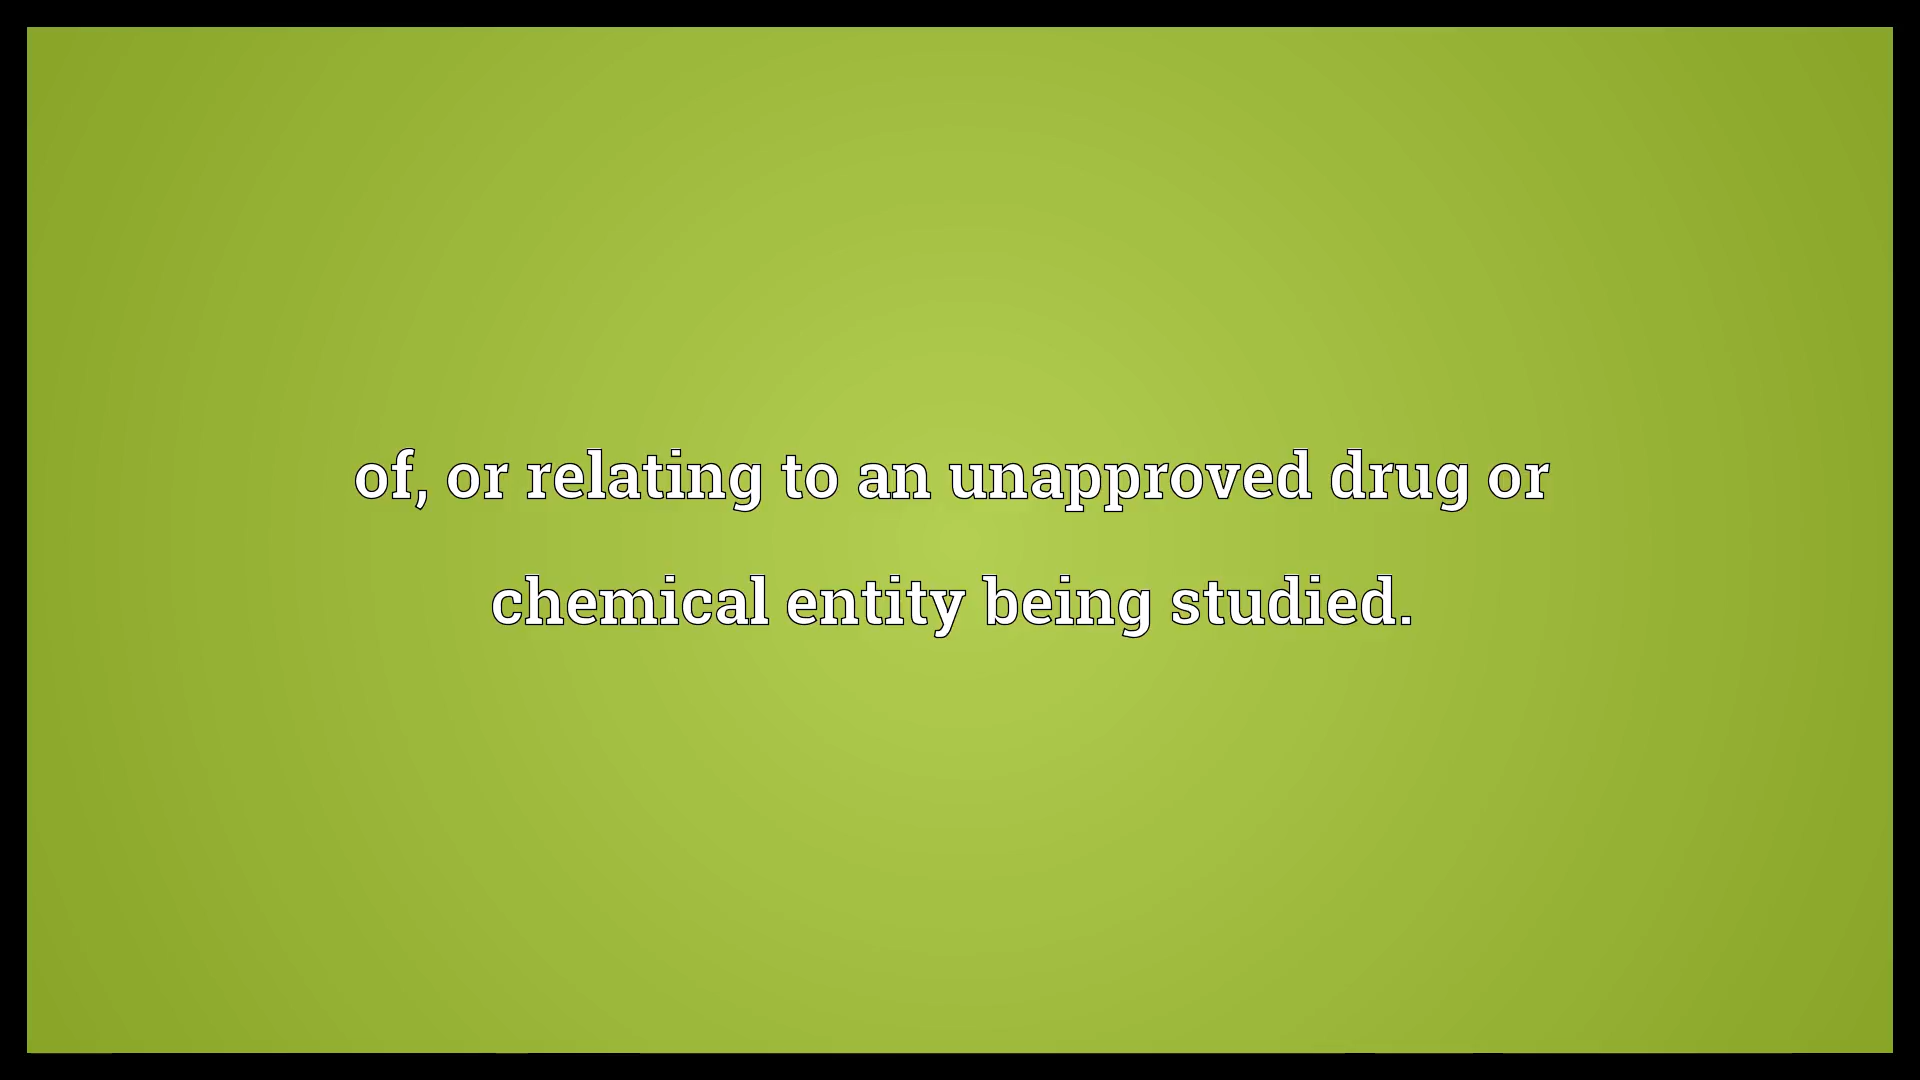 of, or relating to an unapproved drug or
chemical entity being studied.